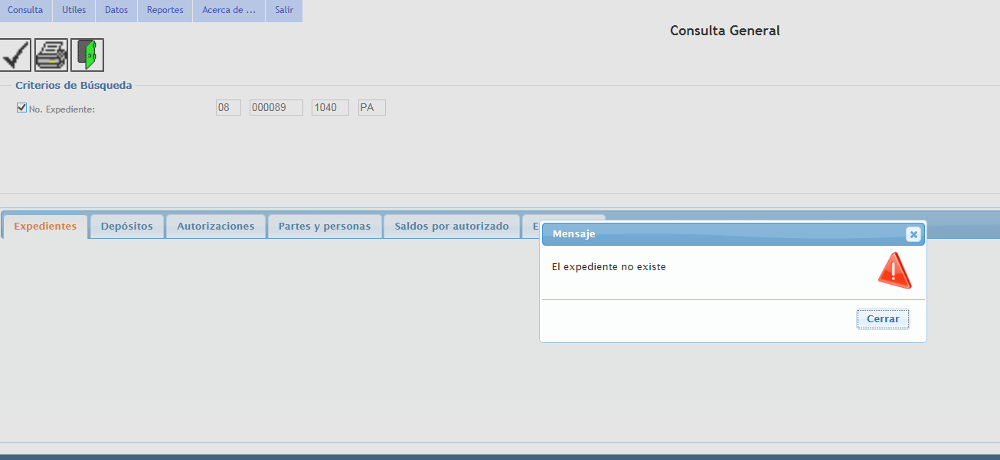 Consulta Utiles Datos Reportes Acerca de ... Salir
Consulta General
Criterios de Búsqueda
No. Expediente: 08 000089 1040 PA
Expedientes Depósitos Autorizaciones Partes y personas Saldos por autorizado
Mensaje
El expediente no existe
Cerrar